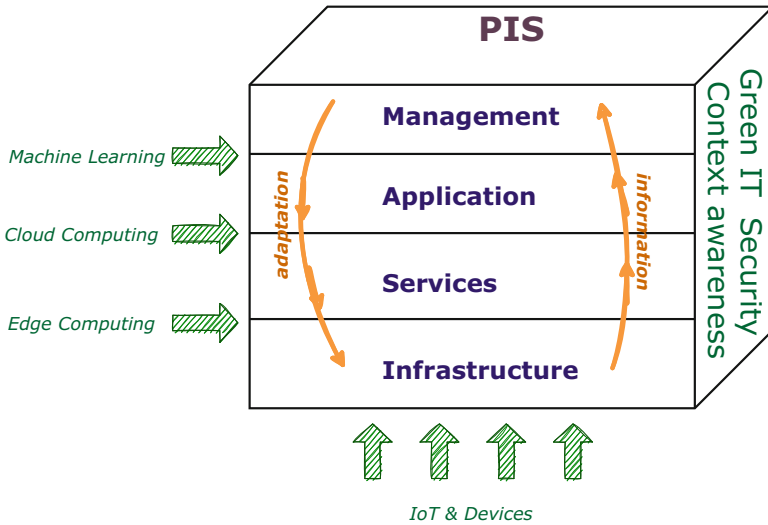 PIS
Management
Application
Services
Infrastructure
adaptation
information
Green IT Security
Context awareness
Machine Learning
Cloud Computing
Edge Computing
IoT & Devices